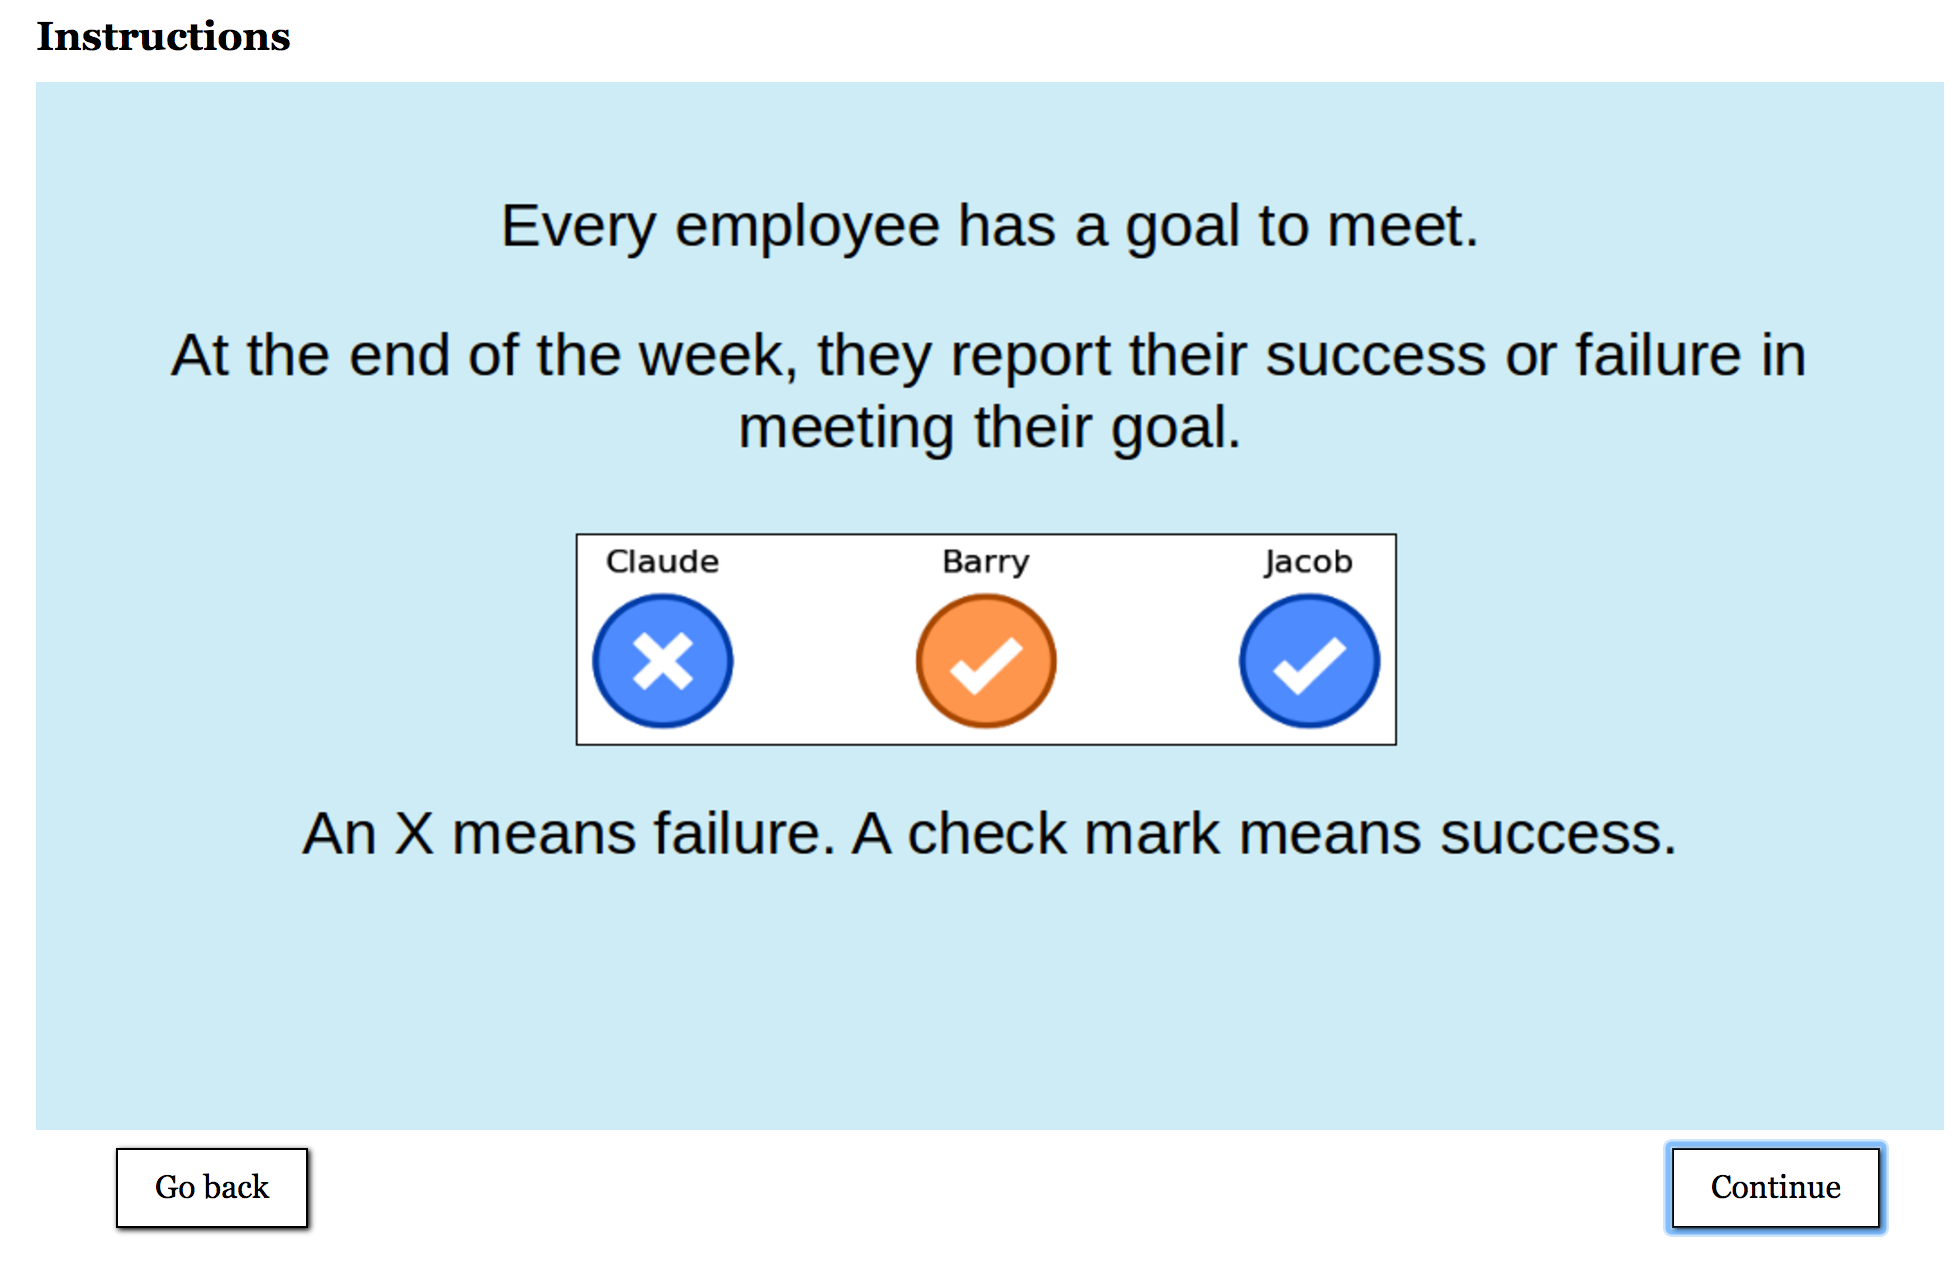 Instructions
Every employee has a goal to meet.
At the end of the week, they report their success or failure in
meeting their goal.
Claude Barry Jacob
An X means failure. A check mark means success.
Go back Continue